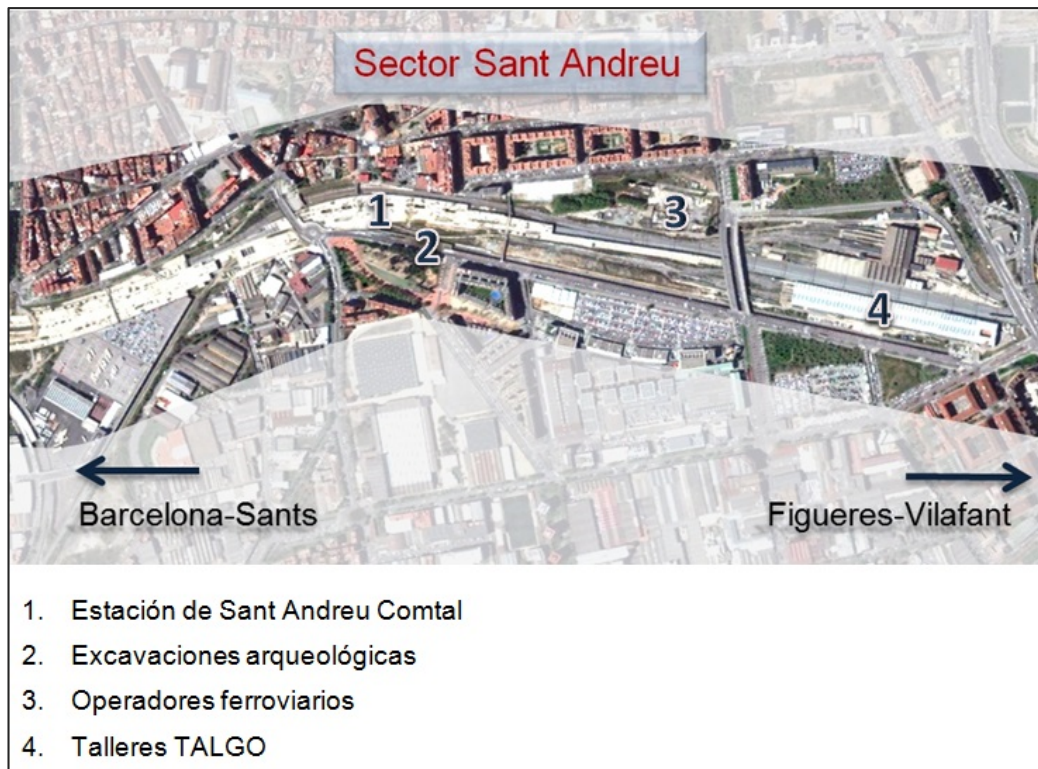 Sector Sant Andreu
1
2
3
4
Barcelona-Sants
Figueres-Vilafant
1. Estación de Sant Andreu Comtal
2. Excavaciones arqueológicas
3. Operadores ferroviarios
4. Talleres TALGO